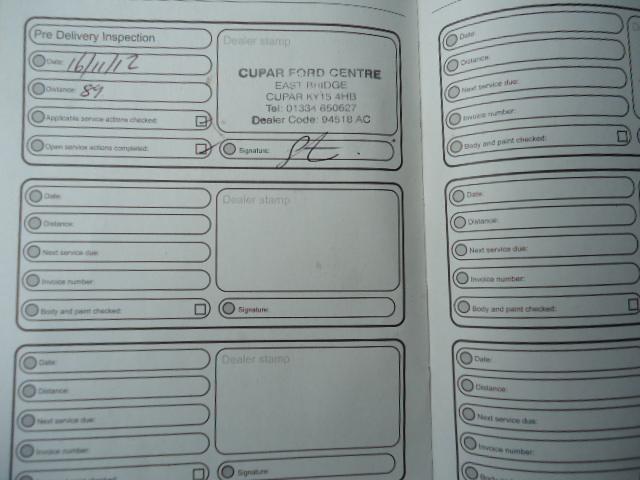 Pre Delivery Inspection
Date: 16/11/12
Distance: 89
Applicable service actions checked:
Open service actions completed:
Dealer stamp
CUPAR FORD CENTRE
EAST BRIDGE
CUPAR KY15 4HB
Tel: 01334 650627
Dealer Code: 94518 AC
Signature:
Date:
Distance:
Next service due:
Invoice number:
Body and paint checked:
Dealer stamp
Signature:
Date:
Distance:
Next service due:
Invoice number:
Dealer stamp
Signature
Date:
Distance:
Next service due:
Invoice number:
Body and paint checked:
Date:
Distance:
Next service due:
Invoice number:
Body and paint checked:
Date:
Distance:
Next service due:
Invoice number: